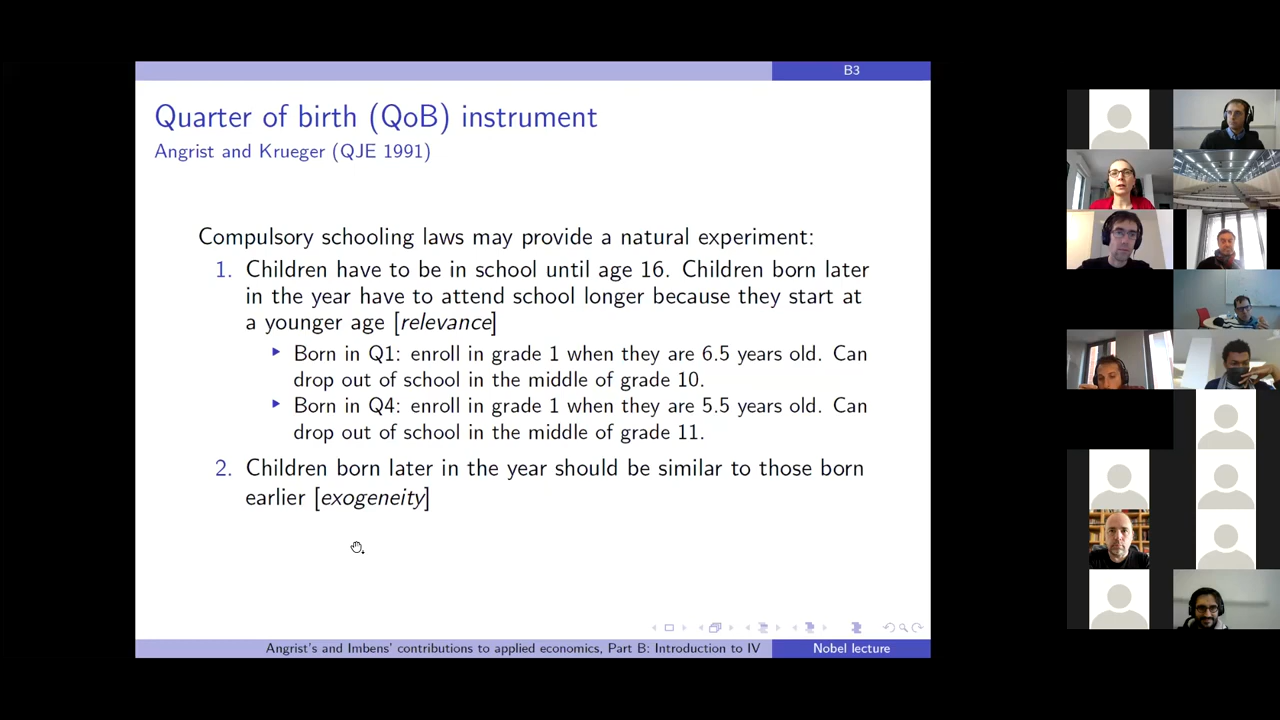 B3
Quarter of birth (QoB) instrument
Angrist and Krueger (QJE 1991)
Compulsory schooling laws may provide a natural experiment:
1. Children have to be in school until age 16. Children born later
in the year have to attend school longer because they start at
a younger age [relevance]
Born in Q1: enroll in grade 1 when they are 6.5 years old. Can
drop out of school in the middle of grade 10.
Born in Q4: enroll in grade 1 when they are 5.5 years old. Can
drop out of school in the middle of grade 11.
2. Children born later in the year should be similar to those born
earlier [exogeneity]
Angrist's and Imbens' contributions to applied economics, Part B: Introduction to IV
Nobel lecture